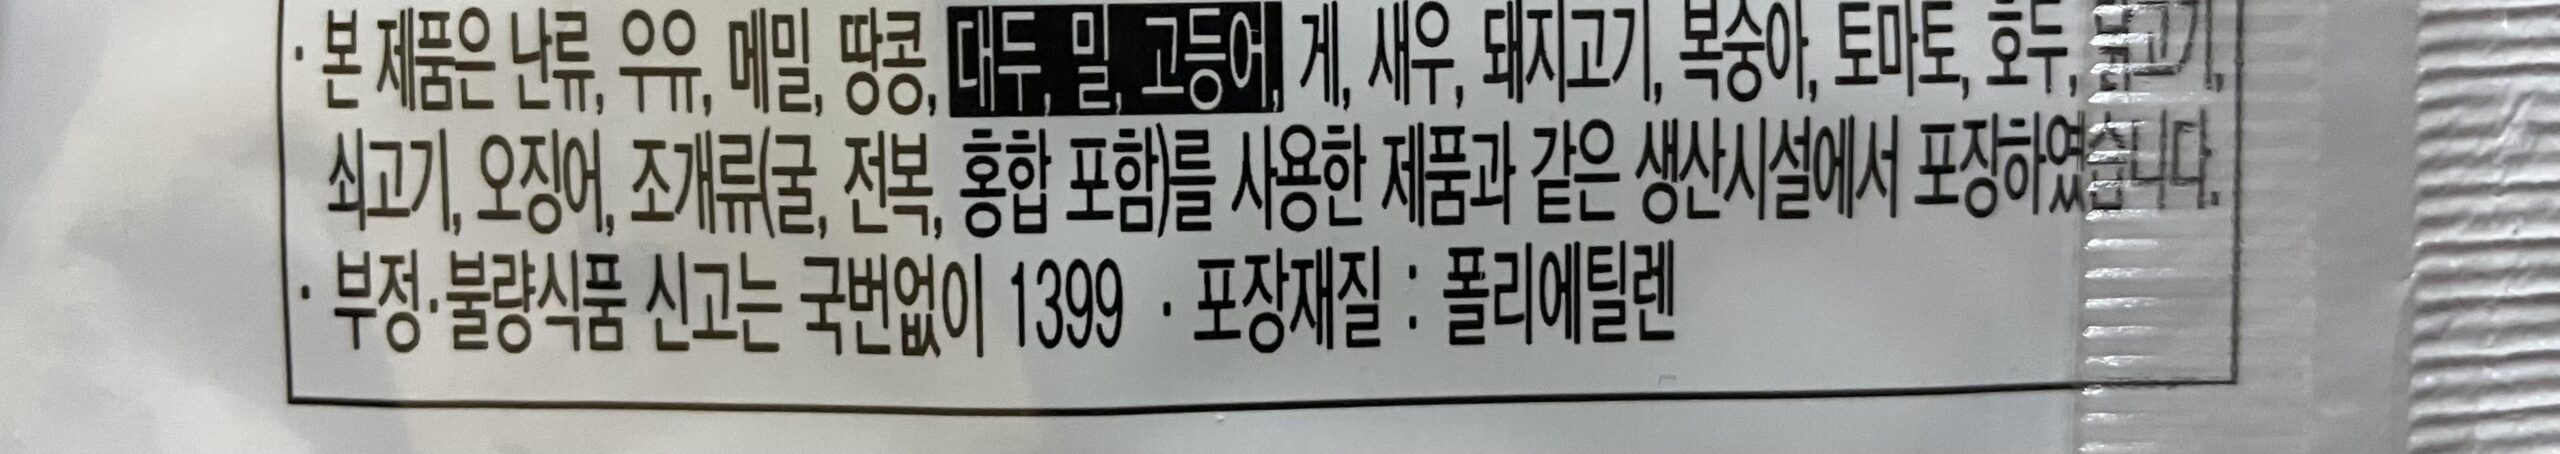 · 본 제품은 난류, 우유, 메밀, 땅콩, 대두, 밀, 고등어, 게, 새우, 돼지고기, 복숭아, 토마토, 호두, 닭고기,
쇠고기, 오징어, 조개류(굴, 전복, 홍합 포함)를 사용한 제품과 같은 생산시설에서 포장하였습니다.
· 부정·불량식품 신고는 국번없이 1399 · 포장재질 : 폴리에틸렌